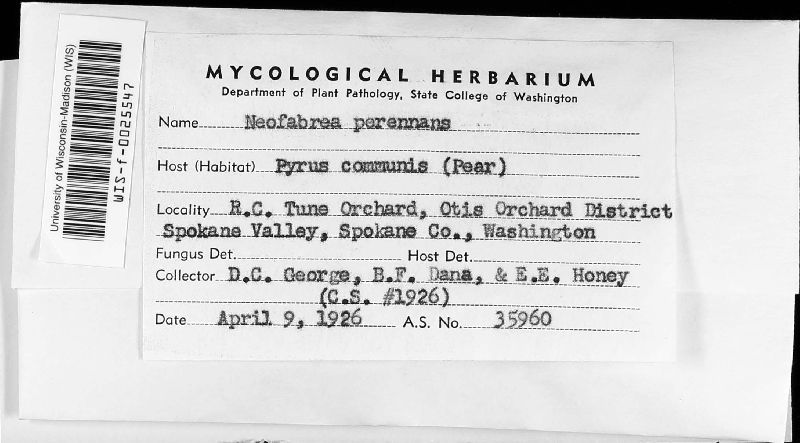 MYCOLOGICAL HERBARIUM
Department of Plant Pathology, State College of Washington
Name Neofabrea perennans
Host (Habitat) Pyrus communis (Pear)
Locality R.C. Tune Orchard, Otis Orchard District
Spokane Valley, Spokane Co., Washington
Fungus Det. Host Det.
Collector D.C. George, B.F. Dana, & E.E. Honey
(C.S. #1926)
Date April 9, 1926 A.S. No. 35960
University of Wisconsin-Madison (WIS)
WIS-f-0025547